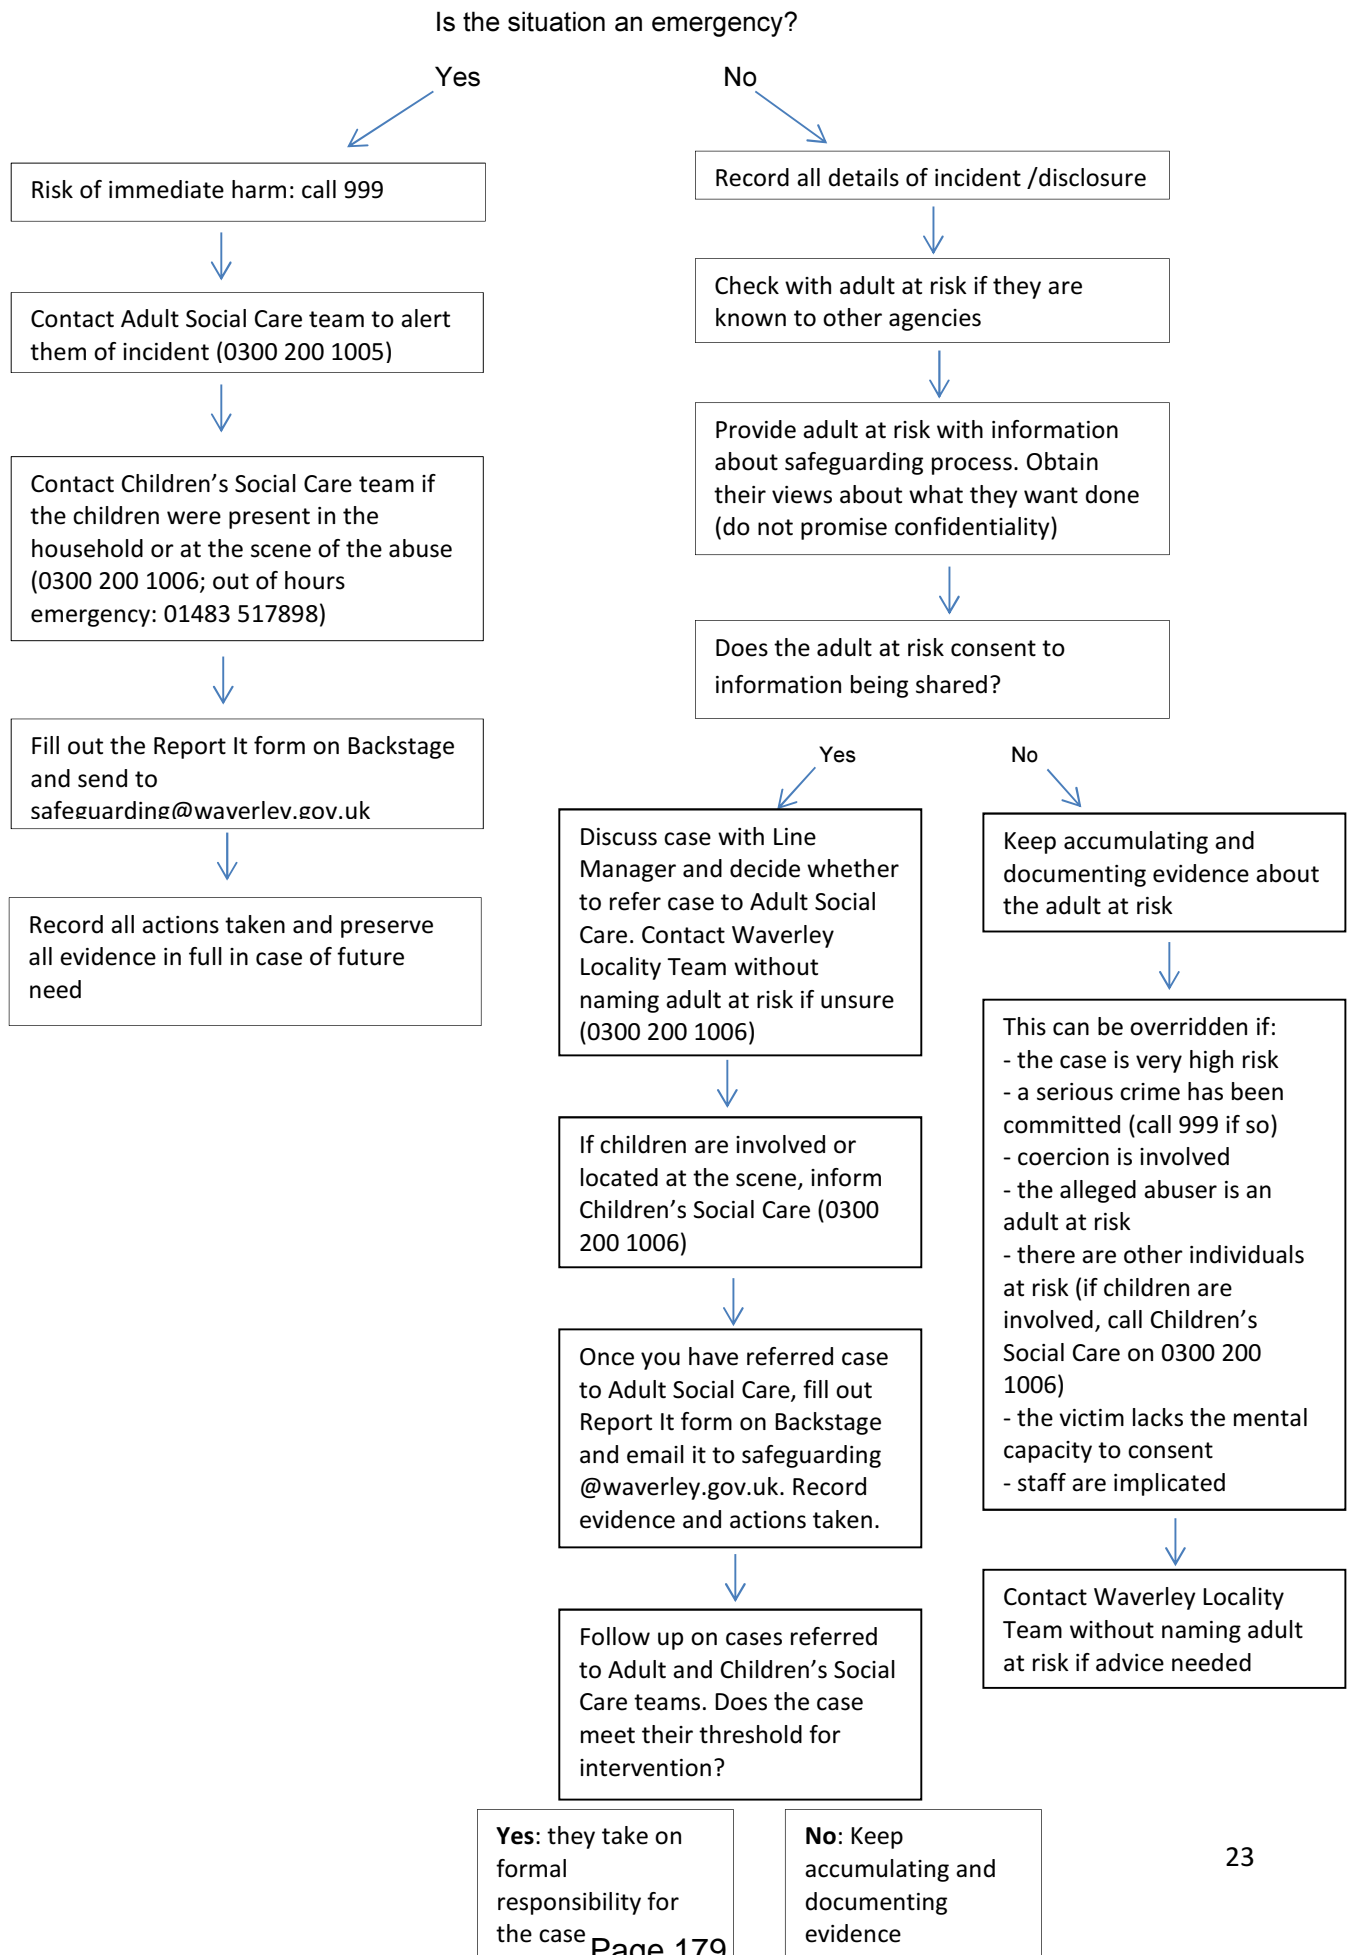 Is the situation an emergency?
Yes
No
Risk of immediate harm: call 999
Contact Adult Social Care team to alert
them of incident (0300 200 1005)
Contact Children’s Social Care team if
the children were present in the
household or at the scene of the abuse
(0300 200 1006; out of hours
emergency: 01483 517898)
Fill out the Report It form on Backstage
and send to
safeguarding@waverley.gov.uk
Record all actions taken and preserve
all evidence in full in case of future
need
Record all details of incident /disclosure
Check with adult at risk if they are
known to other agencies
Provide adult at risk with information
about safeguarding process. Obtain
their views about what they want done
(do not promise confidentiality)
Does the adult at risk consent to
information being shared?
Yes
No
Discuss case with Line
Manager and decide whether
to refer case to Adult Social
Care. Contact Waverley
Locality Team without
naming adult at risk if unsure
(0300 200 1006)
If children are involved or
located at the scene, inform
Children’s Social Care (0300
200 1006)
Once you have referred case
to Adult Social Care, fill out
Report It form on Backstage
and email it to safeguarding
@waverley.gov.uk. Record
evidence and actions taken.
Follow up on cases referred
to Adult and Children’s Social
Care teams. Does the case
meet their threshold for
intervention?
Yes: they take on
formal
responsibility for
the case
No: Keep
accumulating and
documenting
evidence
Keep accumulating and
documenting evidence about
the adult at risk
This can be overridden if:
- the case is very high risk
- a serious crime has been
committed (call 999 if so)
- coercion is involved
- the alleged abuser is an
adult at risk
- there are other individuals
at risk (if children are
involved, call Children’s
Social Care on 0300 200
1006)
- the victim lacks the mental
capacity to consent
- staff are implicated
Contact Waverley Locality
Team without naming adult
at risk if advice needed
23
Page 179